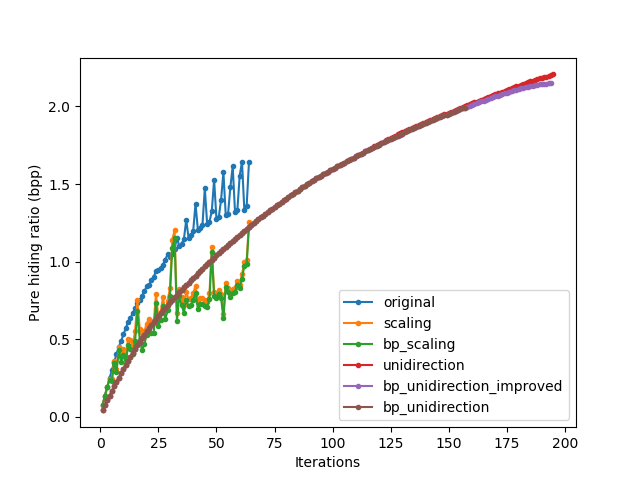 2.0
1.5
1.0
0.5
0.0
Pure hiding ratio (bpp)
original
scaling
bp_scaling
unidirection
bp_unidirection_improved
bp_unidirection
0 25 50 75 100 125 150 175 200
Iterations